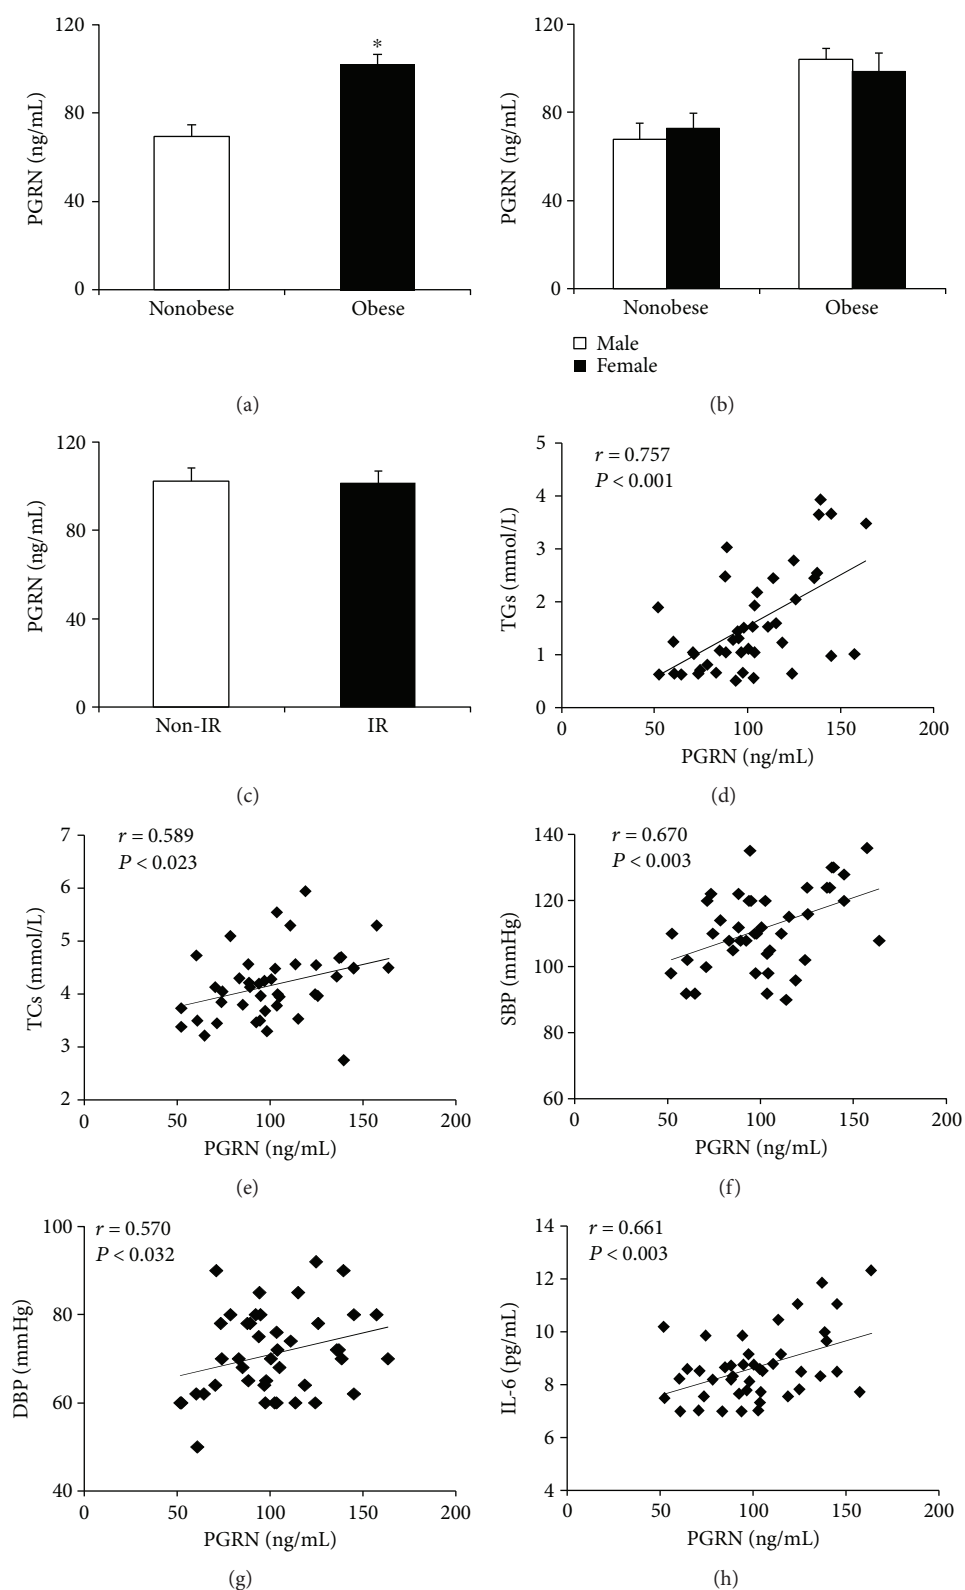 120
80
40
0
PGRN (ng/mL)
*
Nonobese
Obese
(a)
120
80
40
0
PGRN (ng/mL)
Nonobese
Obese
Male
Female
(b)
120
80
40
0
PGRN (ng/mL)
Non-IR
IR
(c)
5
4
3
2
1
0
TGs (mmol/L)
r = 0.757
P < 0.001
0
50
100
150
200
PGRN (ng/mL)
(d)
7
6
5
4
3
2
TCs (mmol/L)
r = 0.589
P < 0.023
0
50
100
150
200
PGRN (ng/mL)
(e)
140
120
100
80
60
SBP (mmHg)
r = 0.670
P < 0.003
0
50
100
150
200
PGRN (ng/mL)
(f)
100
80
60
40
DBP (mmHg)
r = 0.570
P < 0.032
0
50
100
150
200
PGRN (ng/mL)
(g)
14
12
10
8
6
4
IL-6 (pg/mL)
r = 0.661
P < 0.003
0
50
100
150
200
PGRN (ng/mL)
(h)